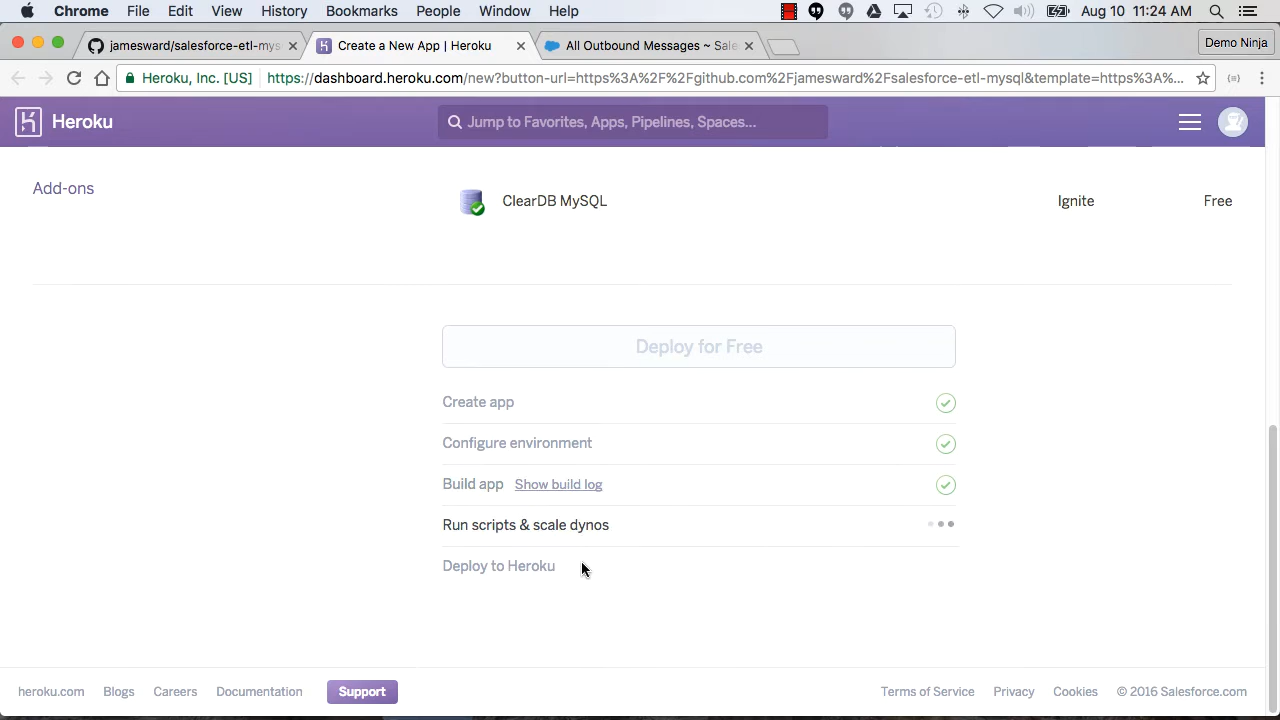 Chrome File Edit View History Bookmarks People Window Help Aug 10 11:24 AM
jamesward/salesforce-etl-mys Create a New App | Heroku All Outbound Messages ~ Sale Demo Ninja
Heroku, Inc. [US] https://dashboard.heroku.com/new?button-url=https%3A%2F%2Fgithub.com%2Fjamesward%2Fsalesforce-etl-mysql&template=https%3A%...
Heroku Jump to Favorites, Apps, Pipelines, Spaces...
Add-ons ClearDB MySQL Ignite Free
Deploy for Free
Create app
Configure environment
Build app Show build log
Run scripts & scale dynos
Deploy to Heroku
heroku.com Blogs Careers Documentation Support Terms of Service Privacy Cookies © 2016 Salesforce.com